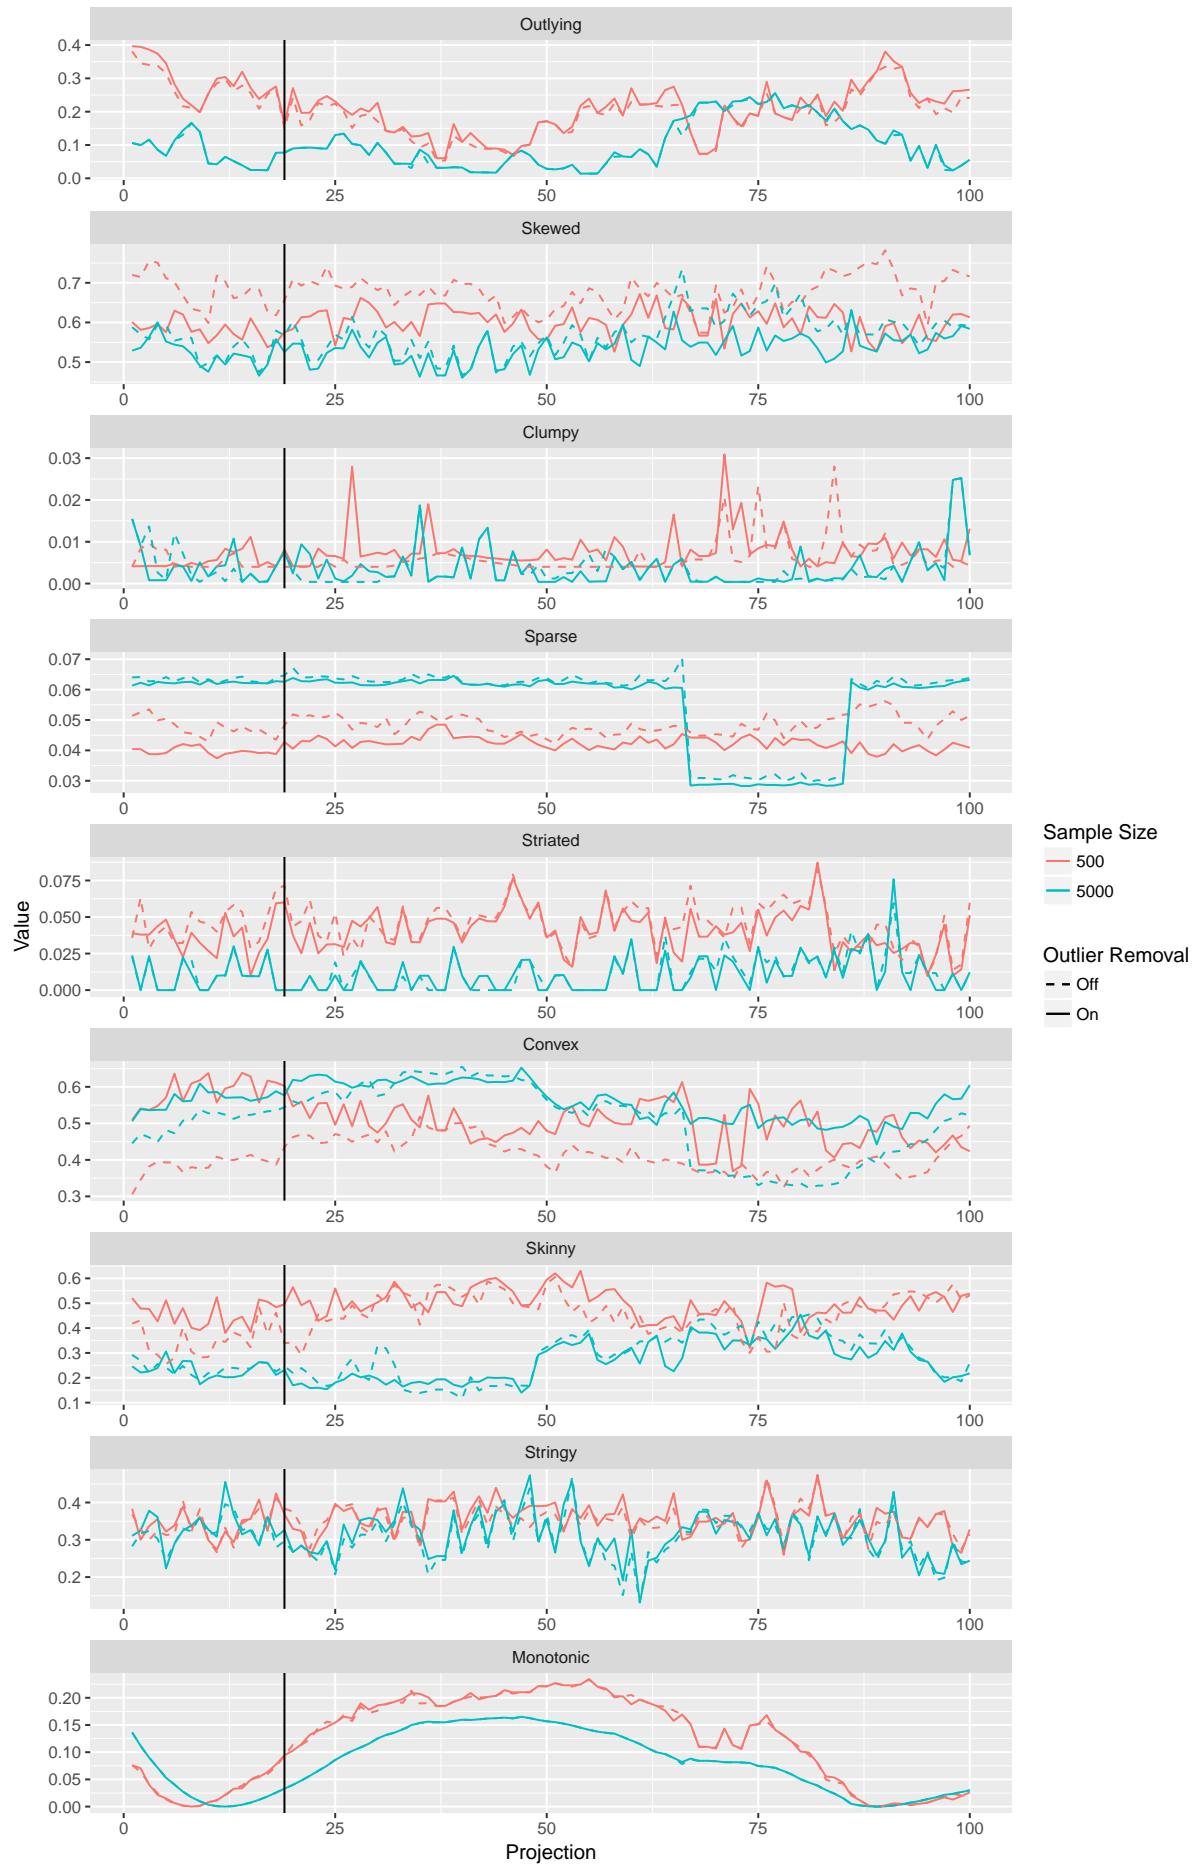 Outlying
0.4
0.3
0.2
0.1
0.0
0 25 50 75 100
Skewed
0.7
0.6
0.5
0 25 50 75 100
Clumpy
0.03
0.02
0.01
0.00
0 25 50 75 100
Sparse
0.07
0.06
0.05
0.04
0.03
0 25 50 75 100
Striated
0.075
0.050
0.025
0.000
0 25 50 75 100
Convex
0.6
0.5
0.4
0.3
0 25 50 75 100
Skinny
0.6
0.5
0.4
0.3
0.2
0.1
0 25 50 75 100
Stringy
0.4
0.3
0.2
0 25 50 75 100
Monotonic
0.20
0.15
0.10
0.05
0.00
0 25 50 75 100
Projection
Value
Sample Size
500
5000
Outlier Removal
Off
On